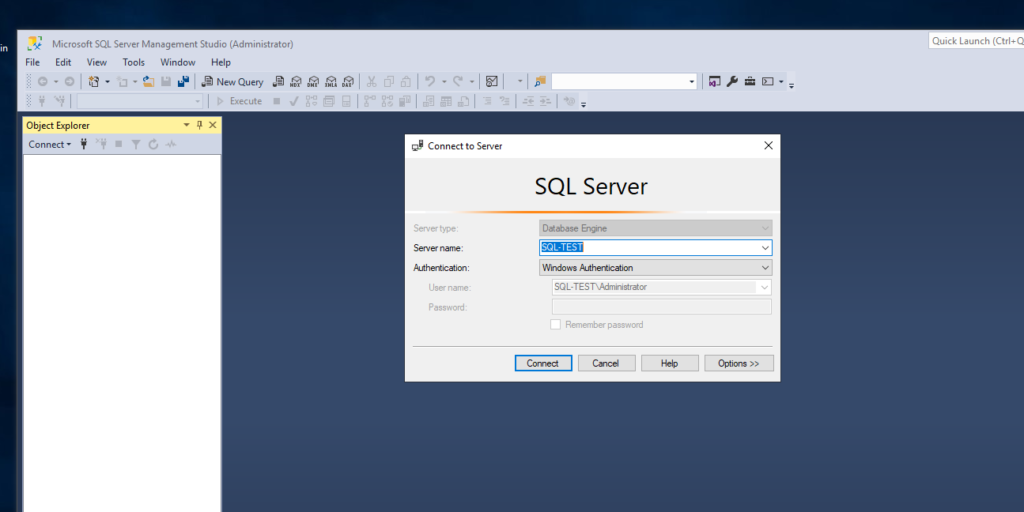 in
Microsoft SQL Server Management Studio (Administrator)
Quick Launch (Ctrl+Q
File Edit View Tools Window Help
New Query
Execute
Object Explorer
Connect
Connect to Server
SQL Server
Server type: Database Engine
Server name: SQL-TEST
Authentication: Windows Authentication
User name: SQL-TEST\Administrator
Password:
Remember password
Connect Cancel Help Options >>